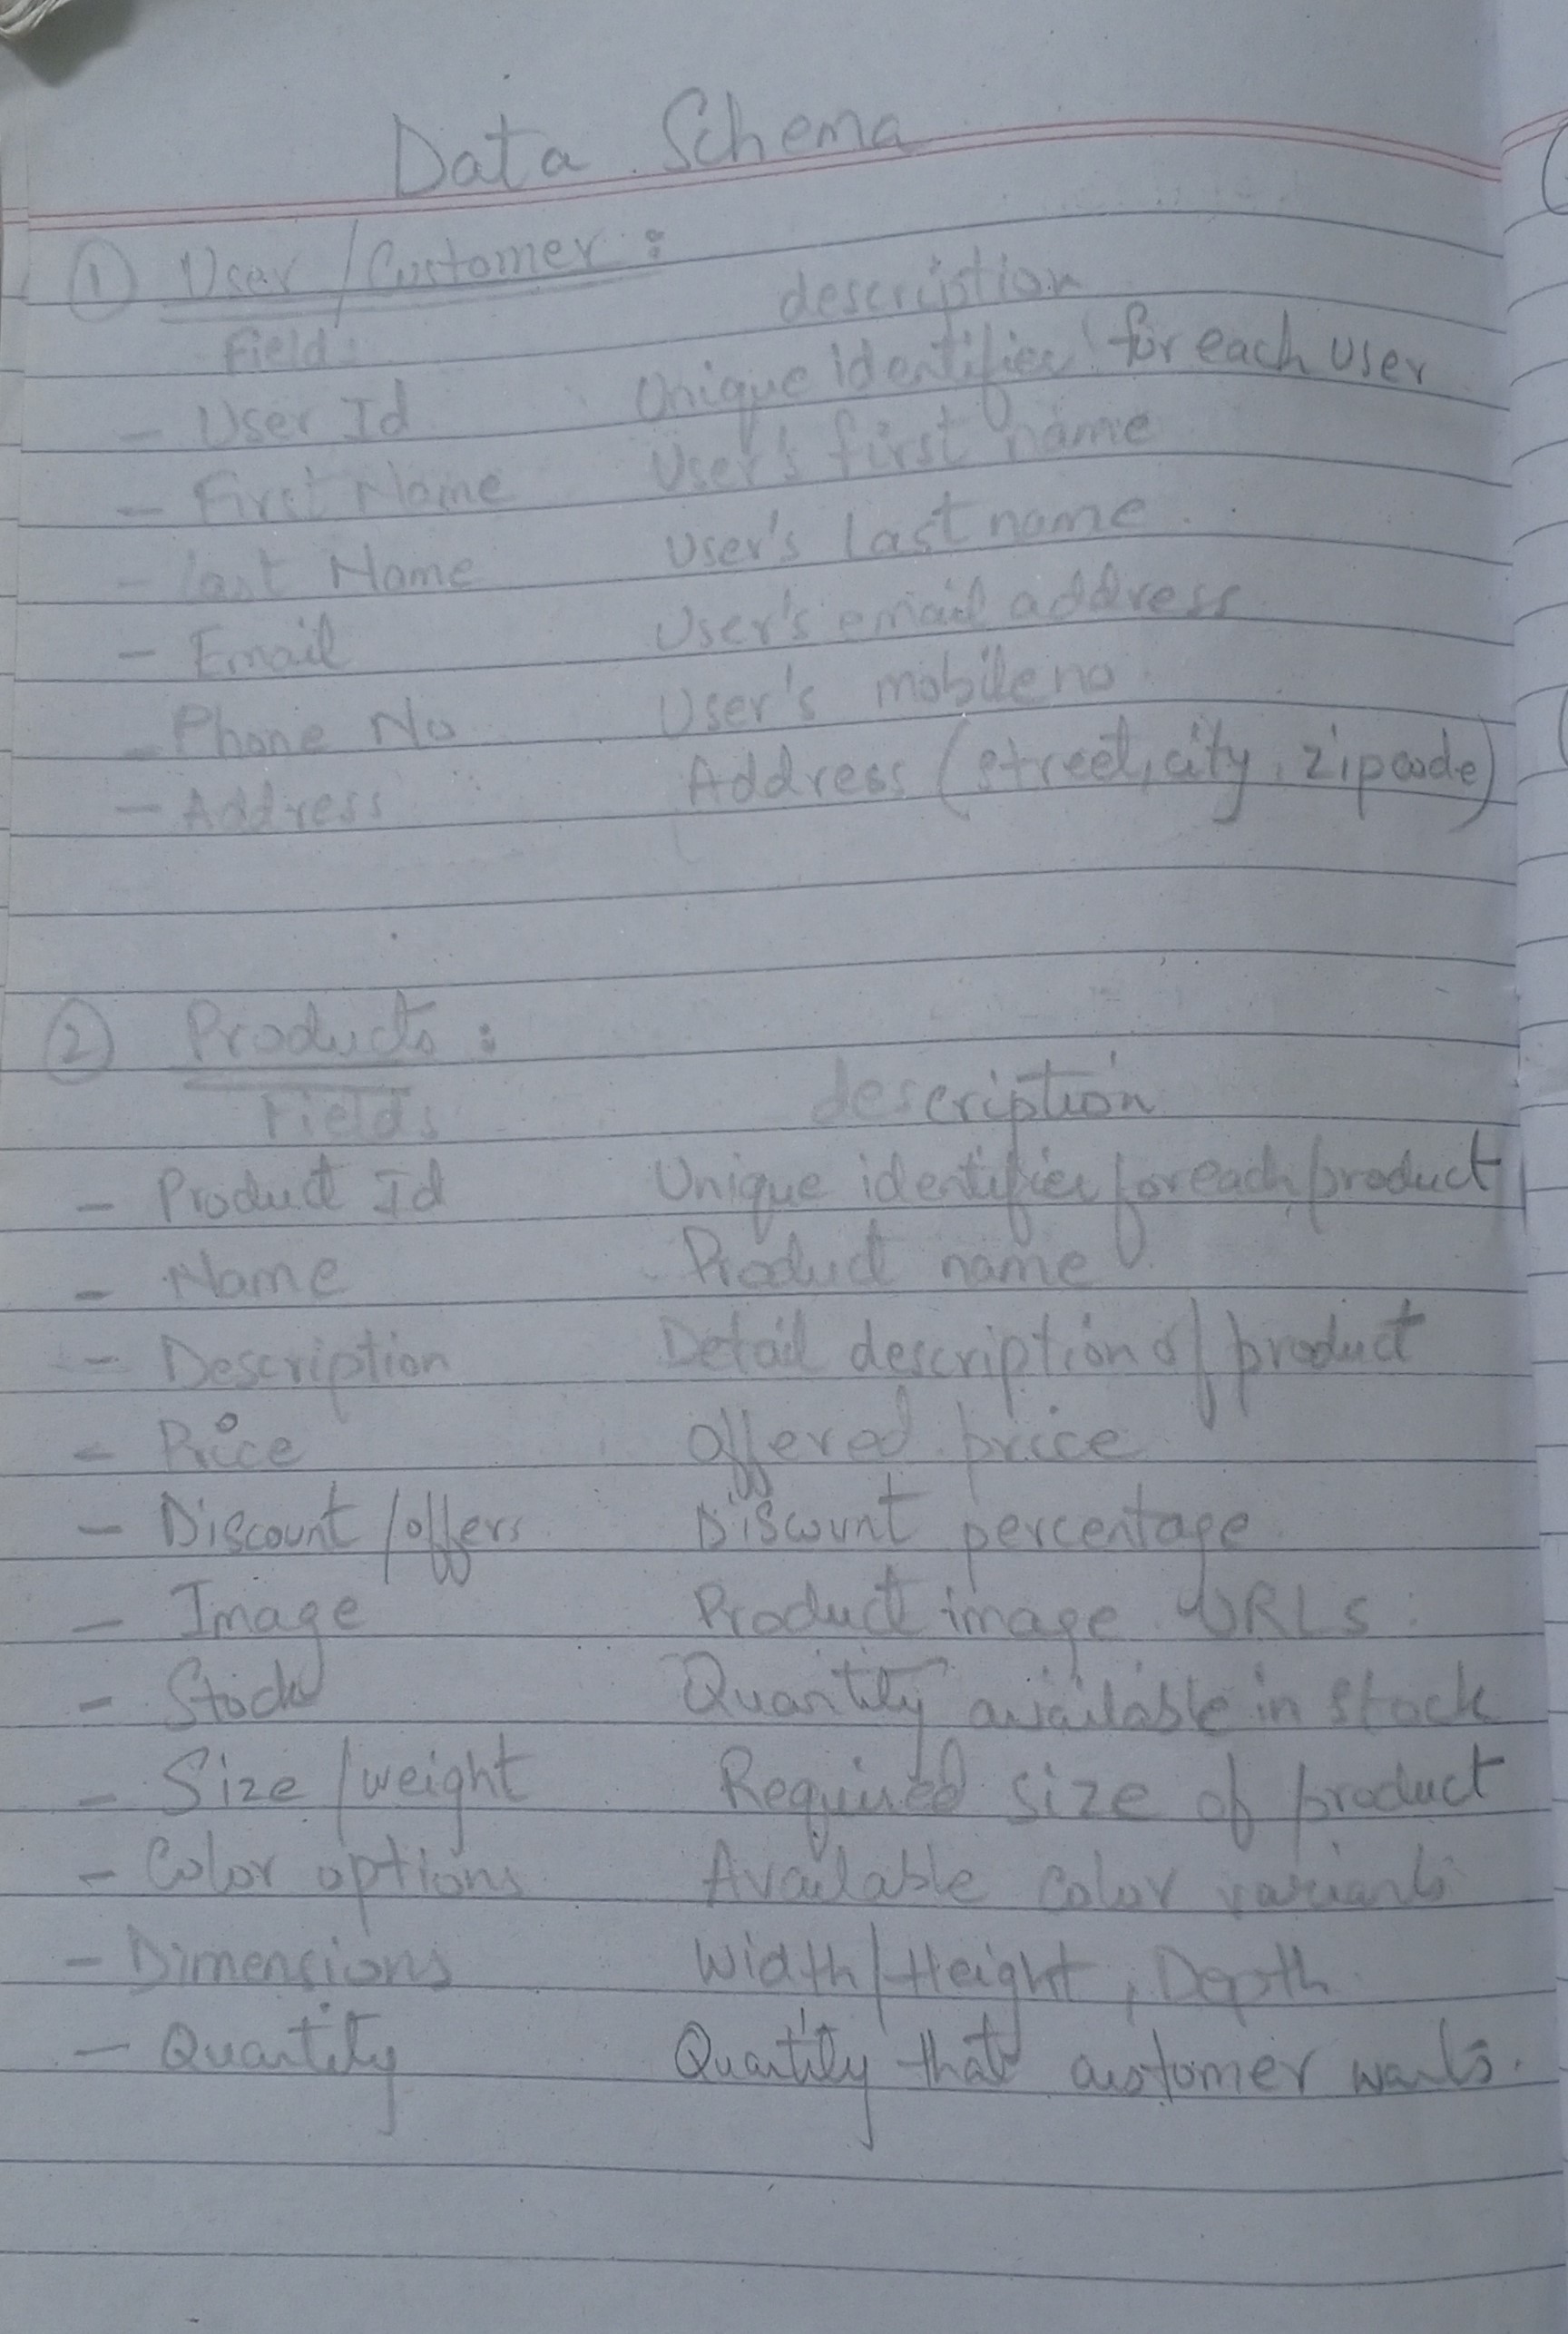 Data Schema
① User / Customer :
Field: description
- User Id Unique identifier for each user
- First Name User's first name
- Last Name User's last name
- Email User's email address
- Phone No User's mobile no
- Address Address (street, city, zipcode)
② Products :
Fields description
- Product Id Unique identifier for each product
- Name Product name
- Description Detail description of product
- Price Offered price
- Discount / offers Discount percentage
- Image Product image URLs
- Stock Quantity available in stock
- Size / weight Required size of product
- Color options Available color variants
- Dimensions Width / Height, Depth
- Quantity Quantity that customer wants.